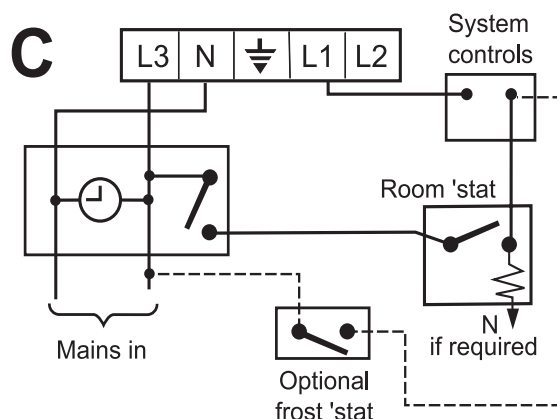 C
L3 N L1 L2
System
controls
Room 'stat
N
if required
Mains in
Optional
frost 'stat